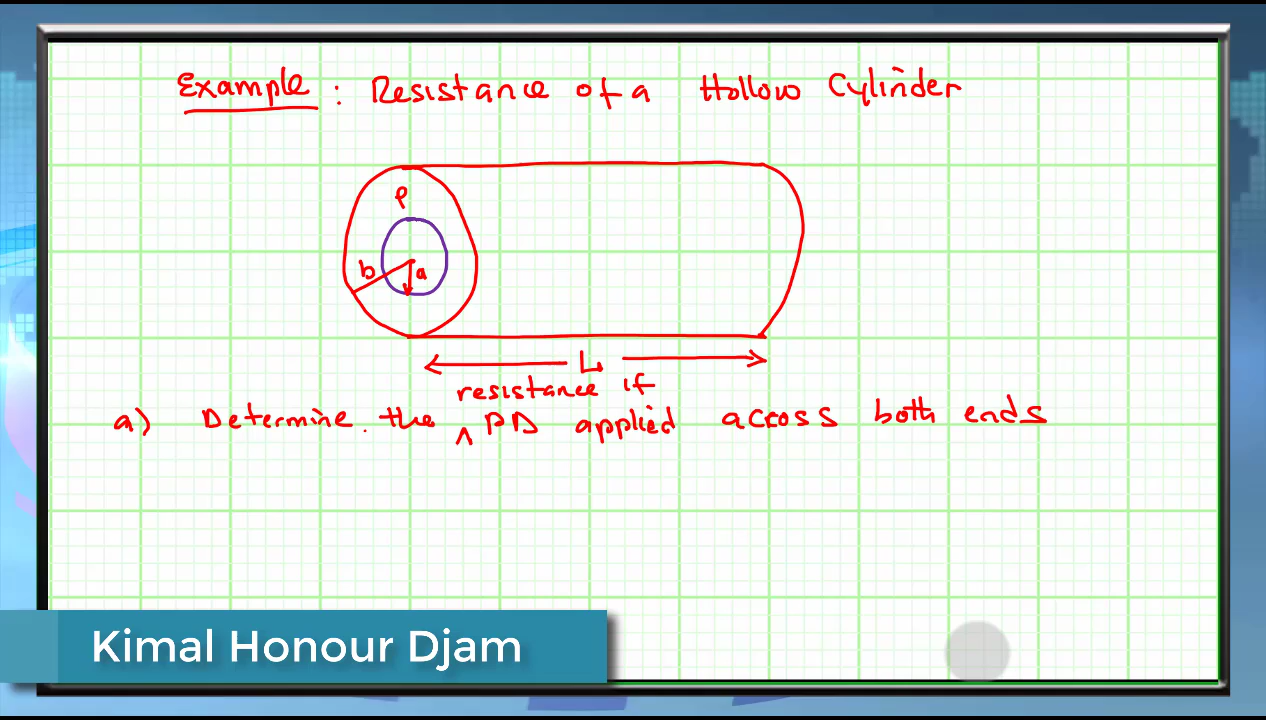 Example : Resistance of a Hollow Cylinder
ρ
b
a
L
resistance if
a) Determine the ^ PD applied across both ends
Kimal Honour Djam